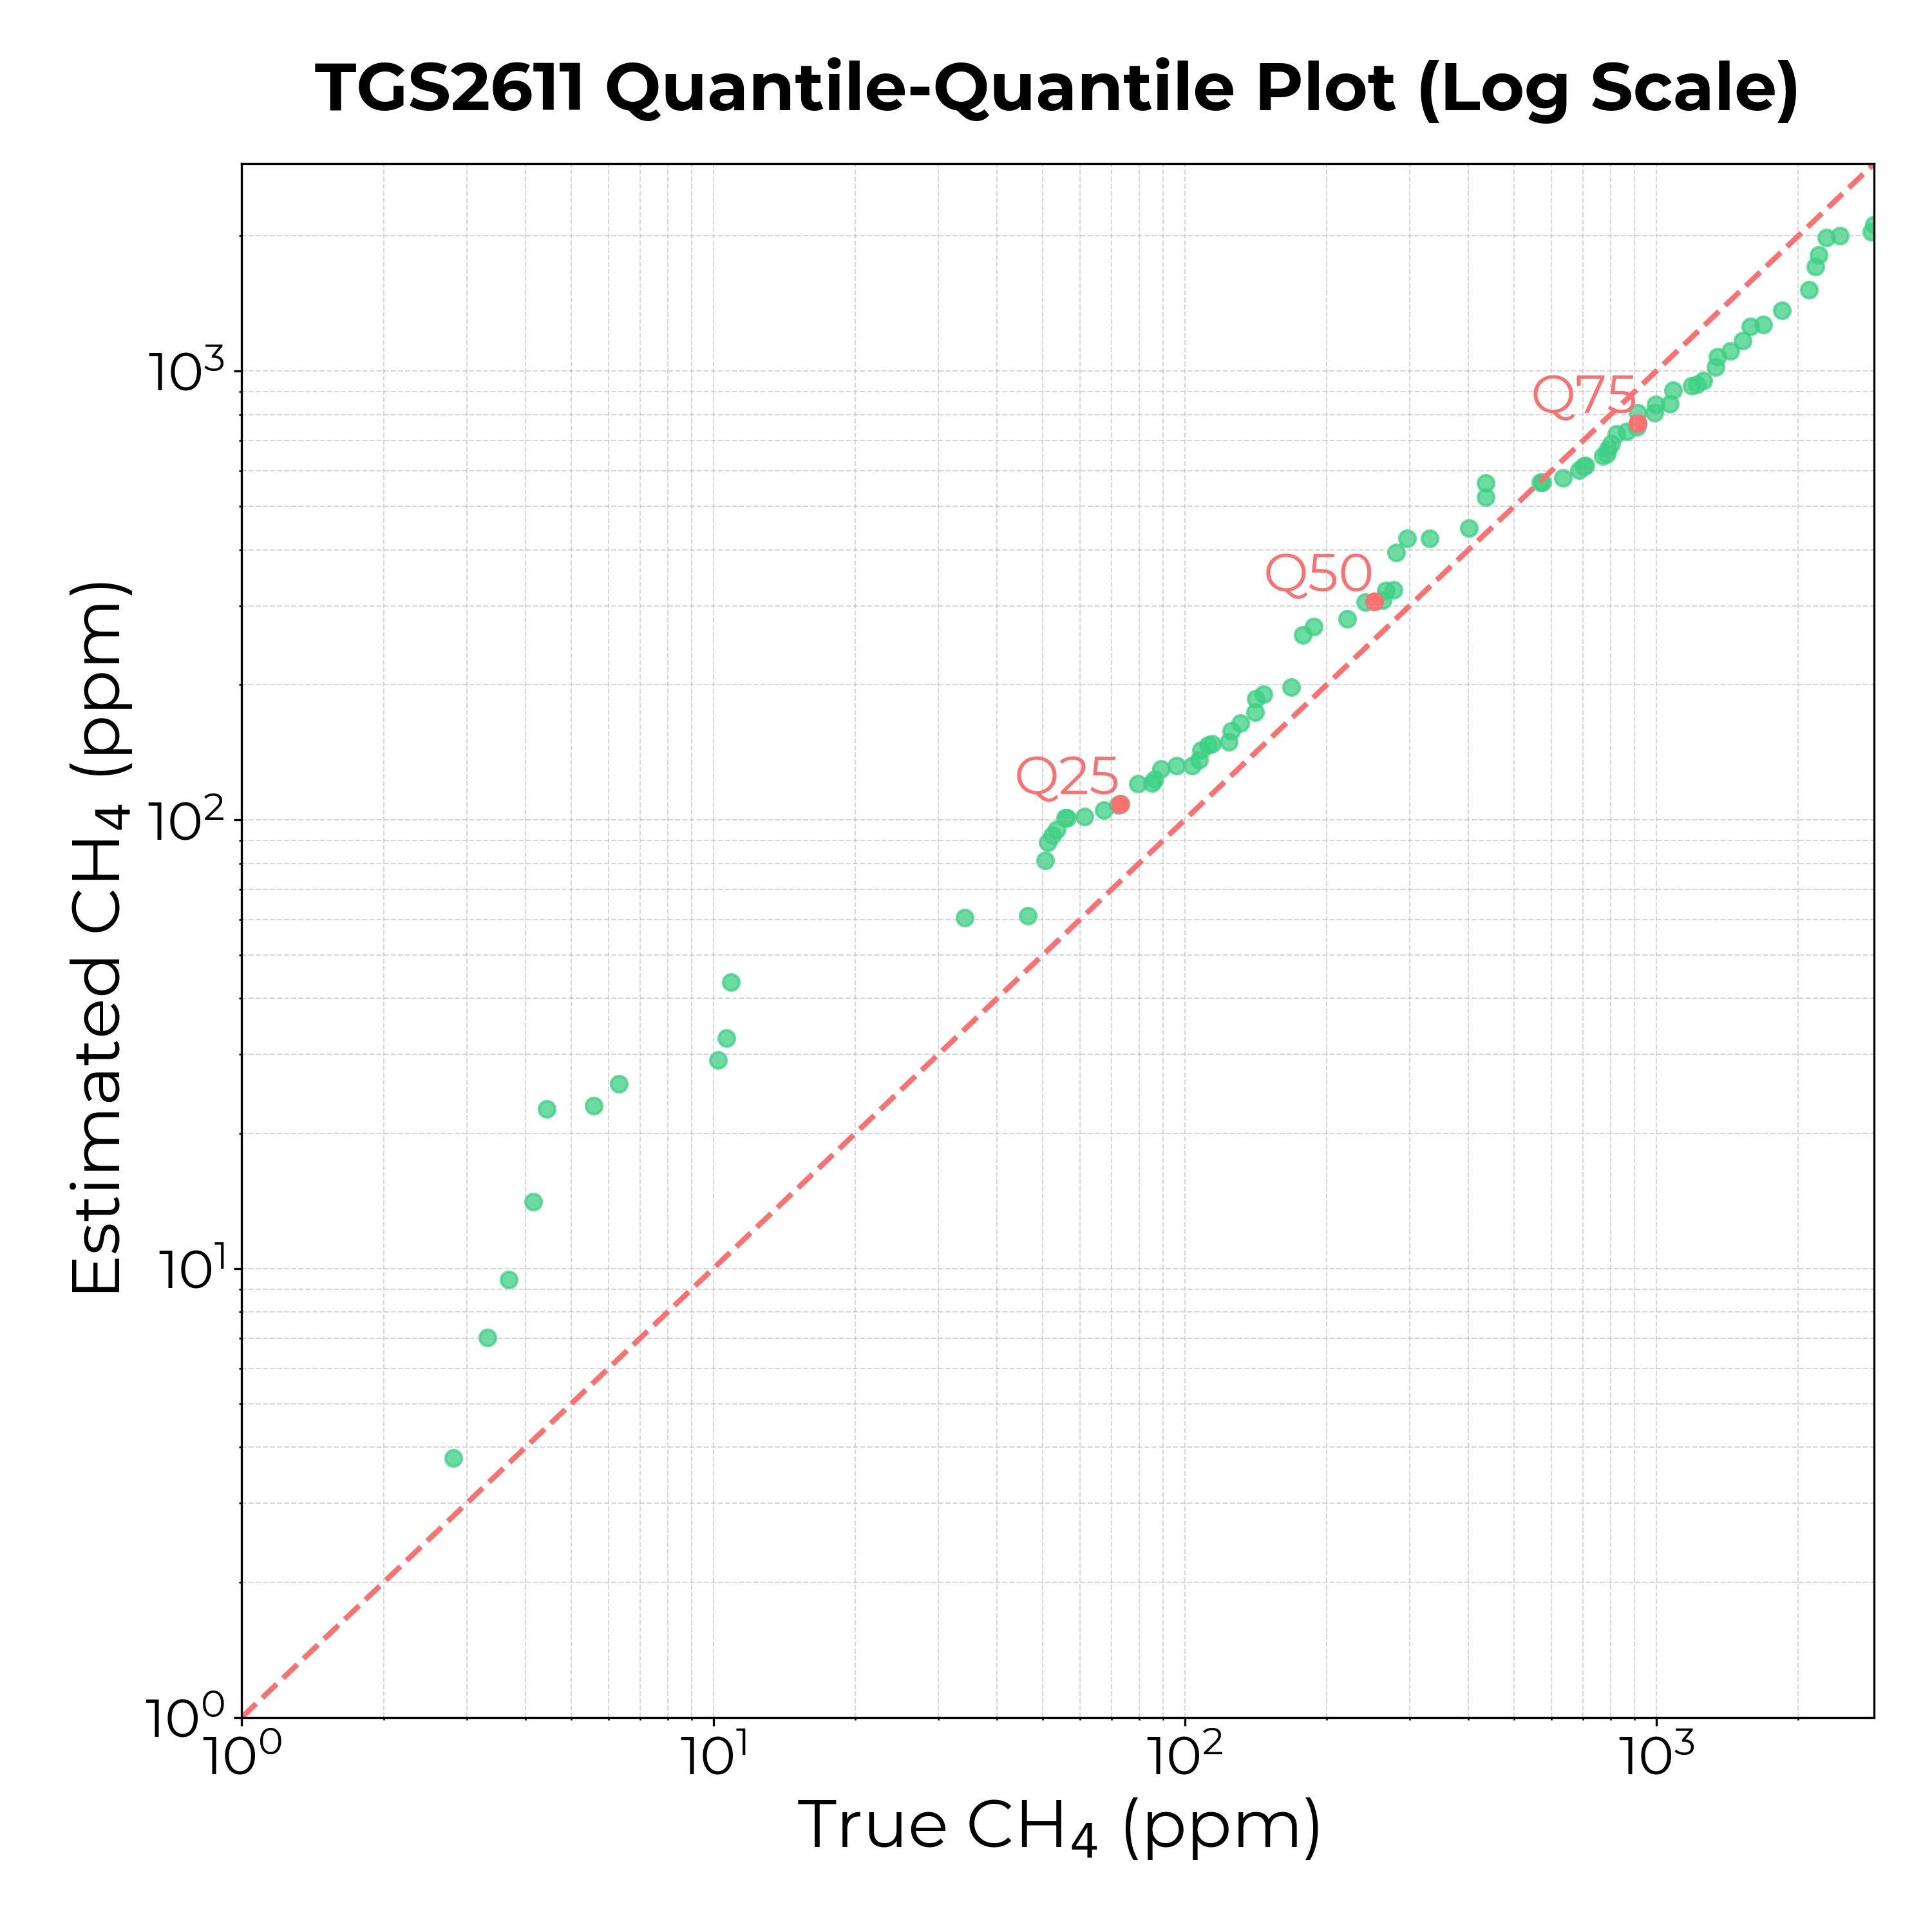 TGS2611 Quantile-Quantile Plot (Log Scale)
Estimated CH₄ (ppm)
10³
10²
10¹
10⁰
Q75
Q50
Q25
10⁰ 10¹ 10² 10³
True CH₄ (ppm)